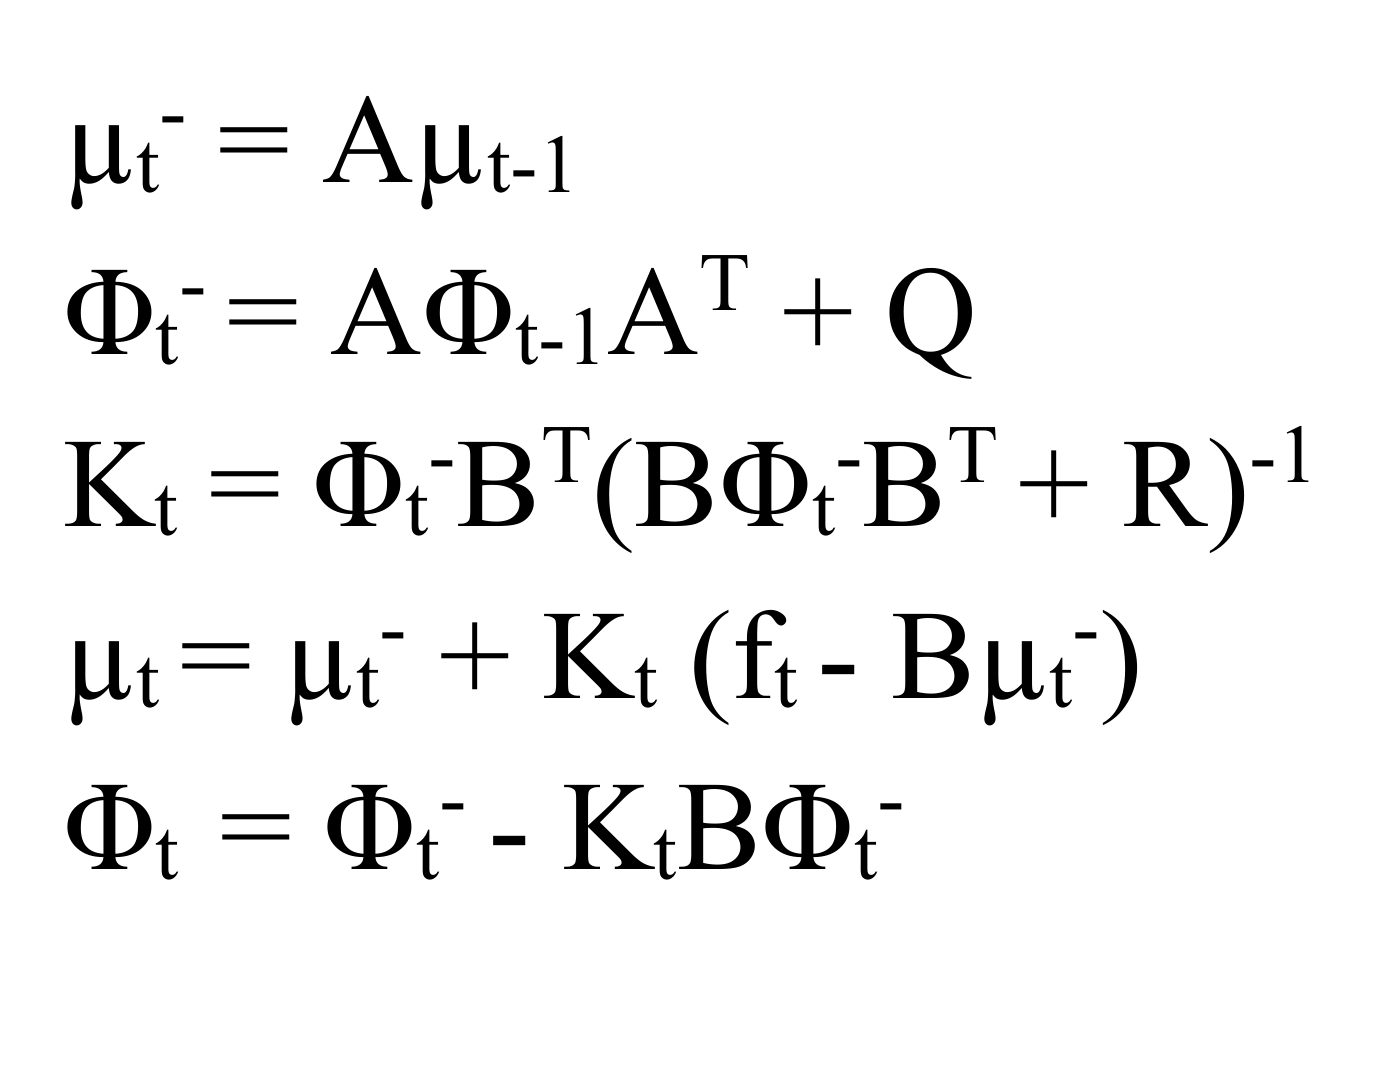 μₜ⁻ = Aμₜ₋₁
Φₜ⁻ = AΦₜ₋₁Aᵀ + Q
Kₜ = Φₜ⁻Bᵀ(BΦₜ⁻Bᵀ + R)⁻¹
μₜ = μₜ⁻ + Kₜ (fₜ - Bμₜ⁻)
Φₜ = Φₜ⁻ - KₜBΦₜ⁻